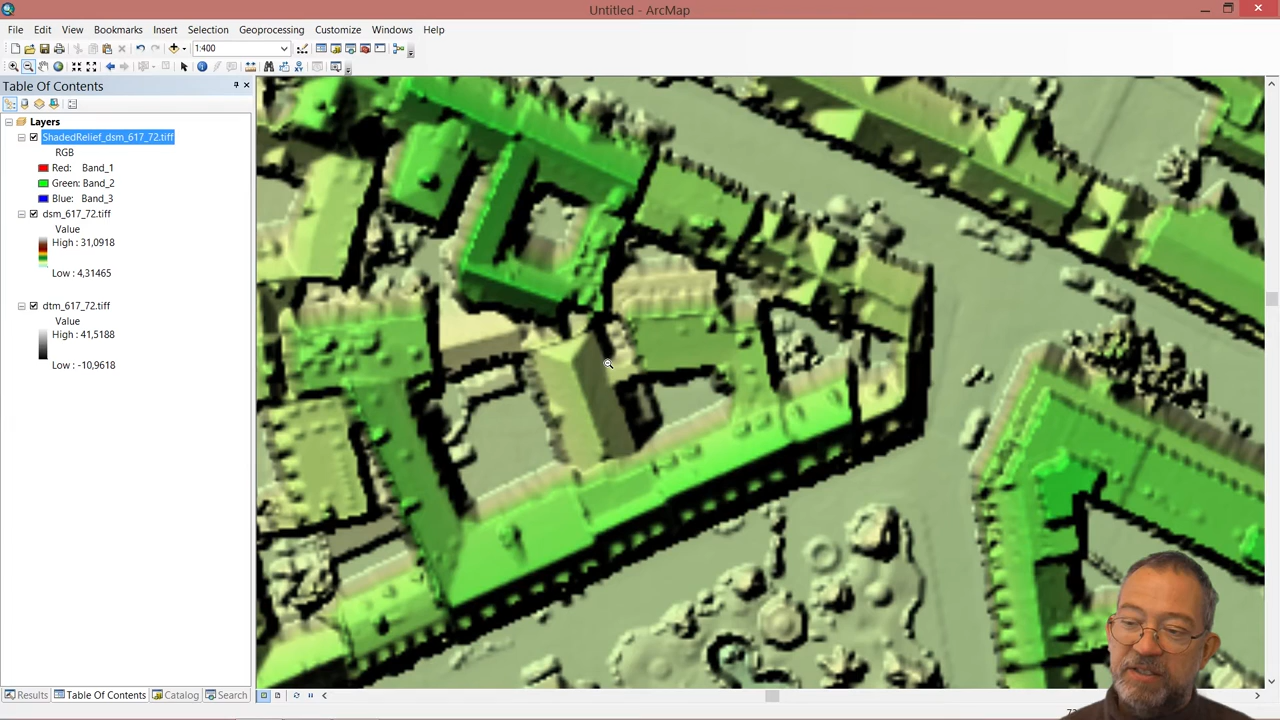 Untitled - ArcMap
File Edit View Bookmarks Insert Selection Geoprocessing Customize Windows Help
1:400
Table Of Contents
Layers
ShadedRelief_dsm_617_72.tiff
RGB
Red: Band_1
Green: Band_2
Blue: Band_3
dsm_617_72.tiff
Value
High : 31,0918
Low : 4,31465
dtm_617_72.tiff
Value
High : 41,5188
Low : -10,9618
Results Table Of Contents Catalog Search